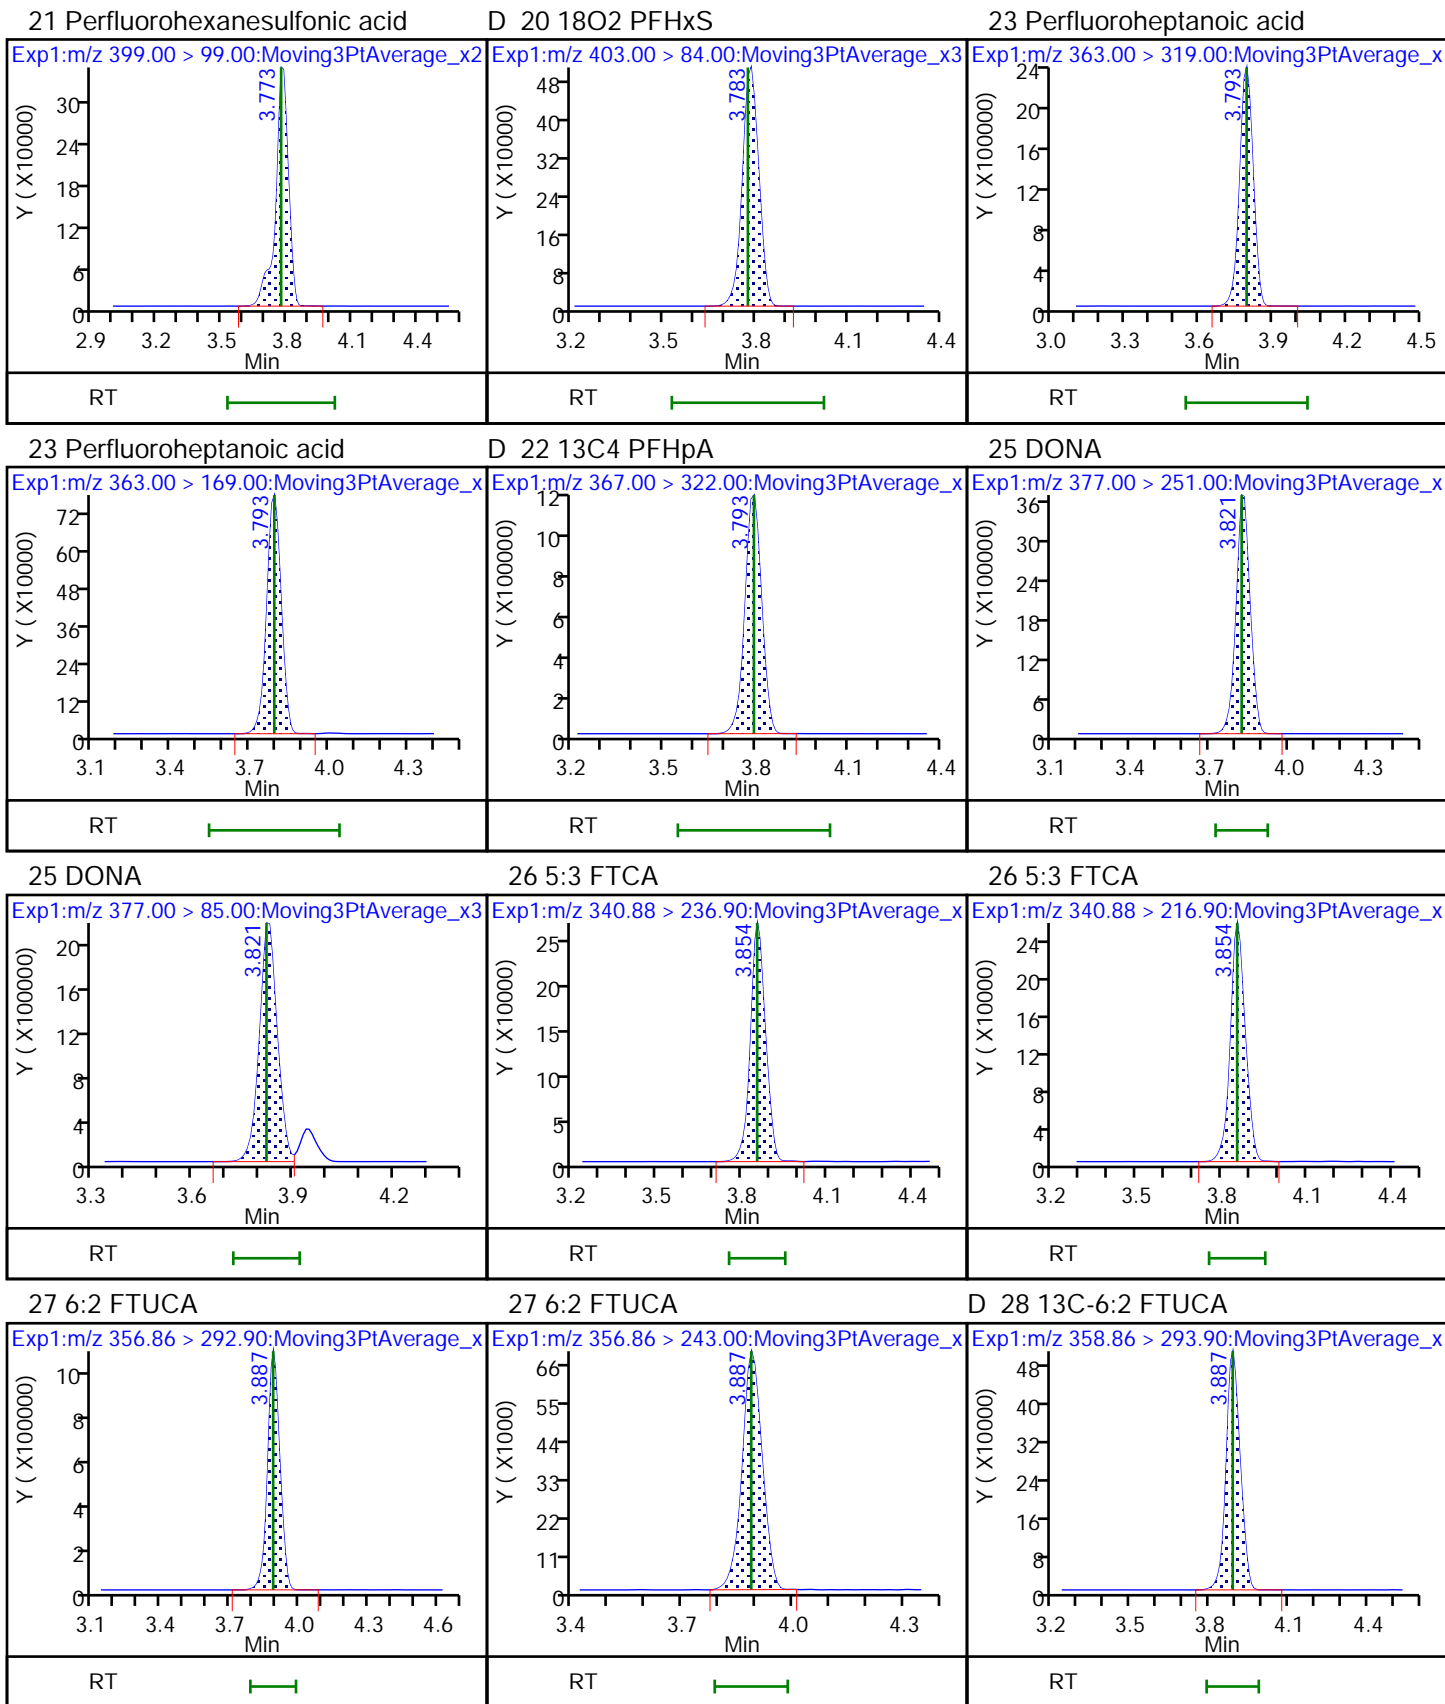 21 Perfluorohexanesulfonic acid
Exp1:m/z 399.00 > 99.00:Moving3PtAverage_x2
3.773
Y ( X10000)
30
24
18
12
6
0
2.9 3.2 3.5 3.8 4.1 4.4
Min
RT
D 20 18O2 PFHxS
Exp1:m/z 403.00 > 84.00:Moving3PtAverage_x3
3.783
Y ( X10000)
48
40
32
24
16
8
0
3.2 3.5 3.8 4.1 4.4
Min
RT
23 Perfluoroheptanoic acid
Exp1:m/z 363.00 > 319.00:Moving3PtAverage_x
3.793
Y ( X100000)
24
20
16
12
8
4
0
3.0 3.3 3.6 3.9 4.2 4.5
Min
RT
23 Perfluoroheptanoic acid
Exp1:m/z 363.00 > 169.00:Moving3PtAverage_x
3.793
Y ( X10000)
72
60
48
36
24
12
0
3.1 3.4 3.7 4.0 4.3
Min
RT
D 22 13C4 PFHpA
Exp1:m/z 367.00 > 322.00:Moving3PtAverage_x
3.793
Y ( X100000)
12
10
8
6
4
2
0
3.2 3.5 3.8 4.1 4.4
Min
RT
25 DONA
Exp1:m/z 377.00 > 251.00:Moving3PtAverage_x
3.821
Y ( X100000)
36
30
24
18
12
6
0
3.1 3.4 3.7 4.0 4.3
Min
RT
25 DONA
Exp1:m/z 377.00 > 85.00:Moving3PtAverage_x3
3.821
Y ( X100000)
20
16
12
8
4
0
3.3 3.6 3.9 4.2
Min
RT
26 5:3 FTCA
Exp1:m/z 340.88 > 236.90:Moving3PtAverage_x
3.854
Y ( X10000)
25
20
15
10
5
0
3.2 3.5 3.8 4.1 4.4
Min
RT
26 5:3 FTCA
Exp1:m/z 340.88 > 216.90:Moving3PtAverage_x
3.854
Y ( X10000)
24
20
16
12
8
4
0
3.2 3.5 3.8 4.1 4.4
Min
RT
27 6:2 FTUCA
Exp1:m/z 356.86 > 292.90:Moving3PtAverage_x
3.887
Y ( X100000)
10
8
6
4
2
0
3.1 3.4 3.7 4.0 4.3 4.6
Min
RT
27 6:2 FTUCA
Exp1:m/z 356.86 > 243.00:Moving3PtAverage_x
3.887
Y ( X1000)
66
55
44
33
22
11
0
3.4 3.7 4.0 4.3
Min
RT
D 28 13C-6:2 FTUCA
Exp1:m/z 358.86 > 293.90:Moving3PtAverage_x
3.887
Y ( X10000)
48
40
32
24
16
8
0
3.2 3.5 3.8 4.1 4.4
Min
RT